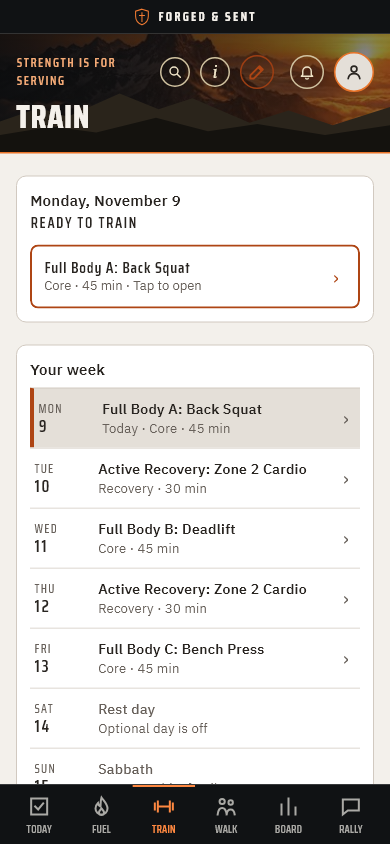 FORGED & SENT
STRENGTH IS FOR
SERVING
TRAIN
Monday, November 9
READY TO TRAIN
Full Body A: Back Squat
Core · 45 min · Tap to open
Your week
MON
9
Full Body A: Back Squat
Today · Core · 45 min
TUE
10
Active Recovery: Zone 2 Cardio
Recovery · 30 min
WED
11
Full Body B: Deadlift
Core · 45 min
THU
12
Active Recovery: Zone 2 Cardio
Recovery · 30 min
FRI
13
Full Body C: Bench Press
Core · 45 min
SAT
14
Rest day
Optional day is off
SUN
Sabbath
TODAY
FUEL
TRAIN
WALK
BOARD
RALLY